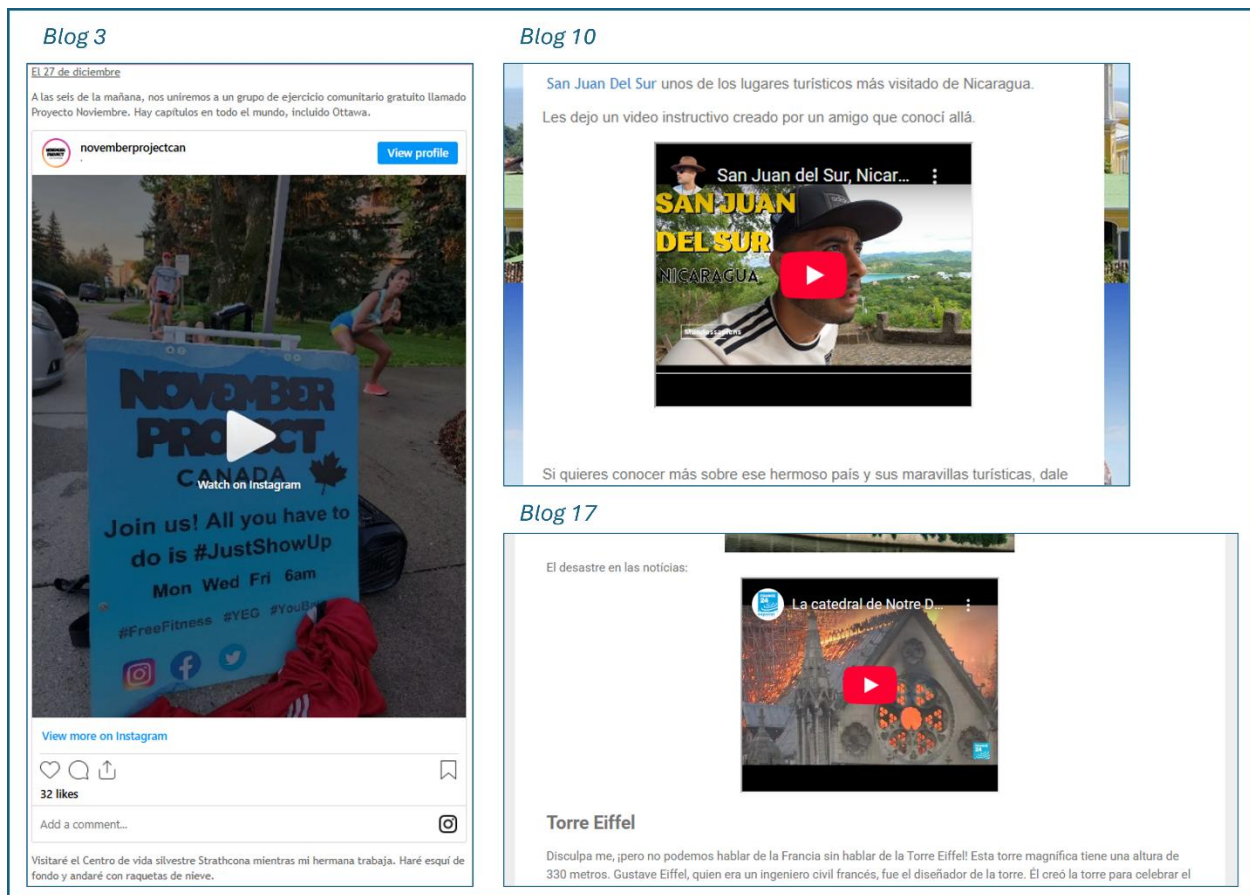 Blog 3
El 27 de diciembre
A las seis de la mañana, nos uniremos a un grupo de ejercicio comunitario gratuito llamado
Proyecto Noviembre. Hay capítulos en todo el mundo, incluido Ottawa.
novemberprojectcan
View profile
NOVEMBER
PROJECT
CANADA
Watch on Instagram
Join us! All you have to
do is #JustShowUp
Mon Wed Fri 6am
#FreeFitness #YEG
View more on Instagram
32 likes
Add a comment...
Visitaré el Centro de vida silvestre Strathcona mientras mi hermana trabaja. Haré esquí de
fondo y andaré con raquetas de nieve.
Blog 10
San Juan Del Sur unos de los lugares turísticos más visitado de Nicaragua.
Les dejo un video instructivo creado por un amigo que conocí allá.
San Juan del Sur, Nicar...
SAN JUAN
DEL SUR
NICARAGUA
Si quieres conocer más sobre ese hermoso país y sus maravillas turísticas, dale
Blog 17
El desastre en las notícias:
La catedral de Notre D...
FRANCE
24
Torre Eiffel
Disculpa me, ¡pero no podemos hablar de la Francia sin hablar de la Torre Eiffel! Esta torre magnífica tiene una altura de
330 metros. Gustave Eiffel, quien era un ingeniero civil francés, fue el diseñador de la torre. Él creó la torre para celebrar el